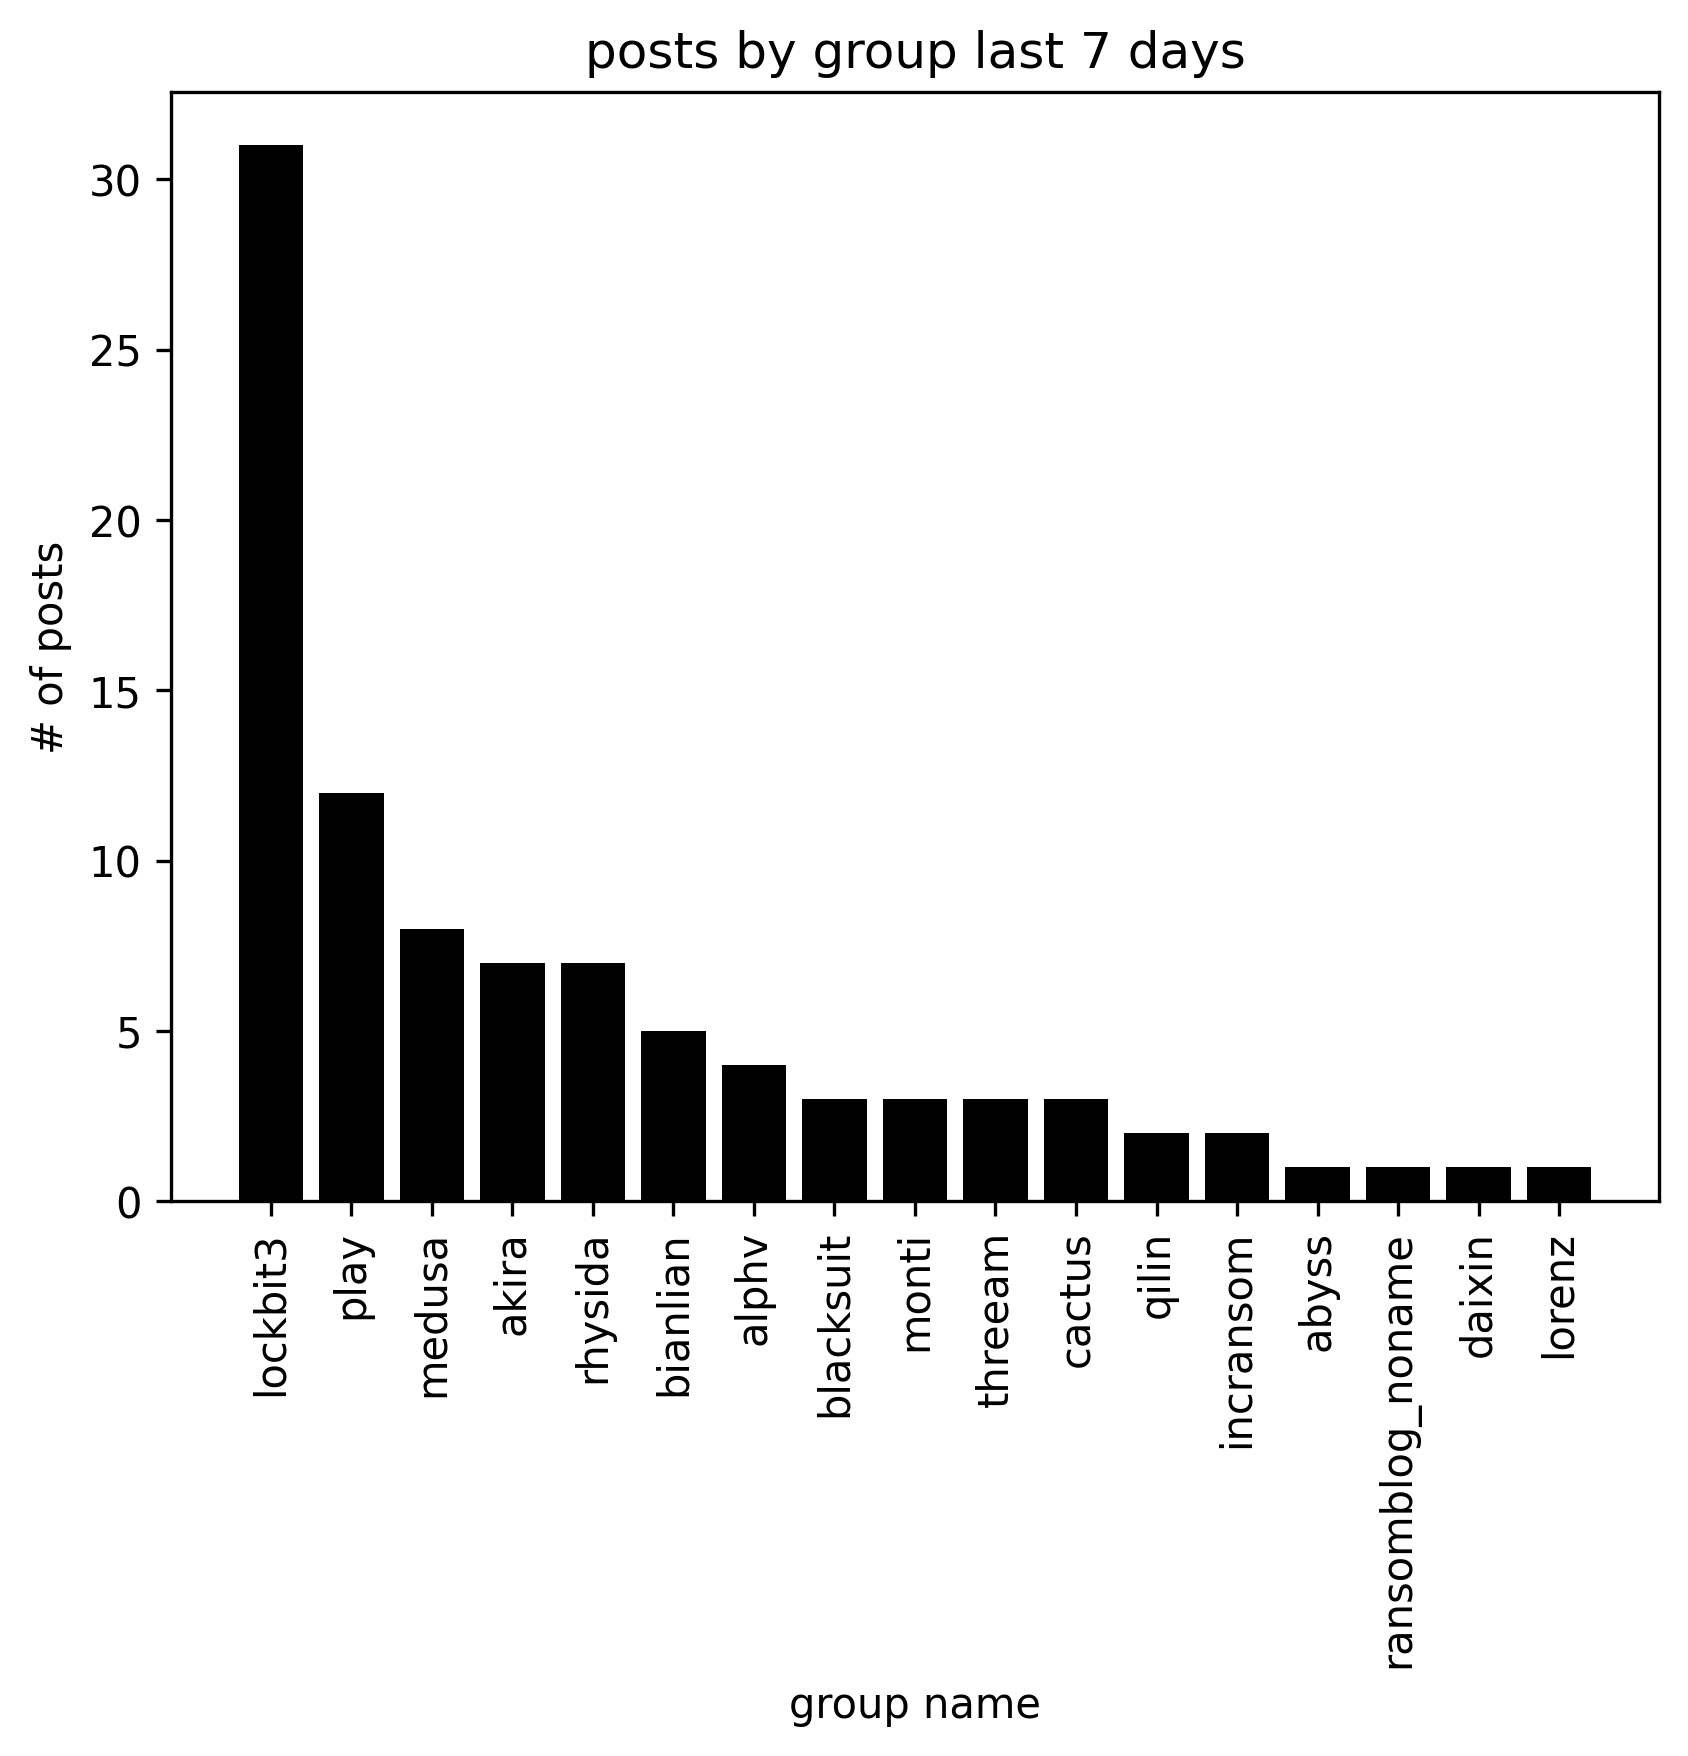 posts by group last 7 days
# of posts
30
25
20
15
10
5
0
lockbit3
play
medusa
akira
rhysida
bianlian
alphv
blacksuit
monti
threeam
cactus
qilin
incransom
abyss
ransomblog_noname
daixin
lorenz
group name